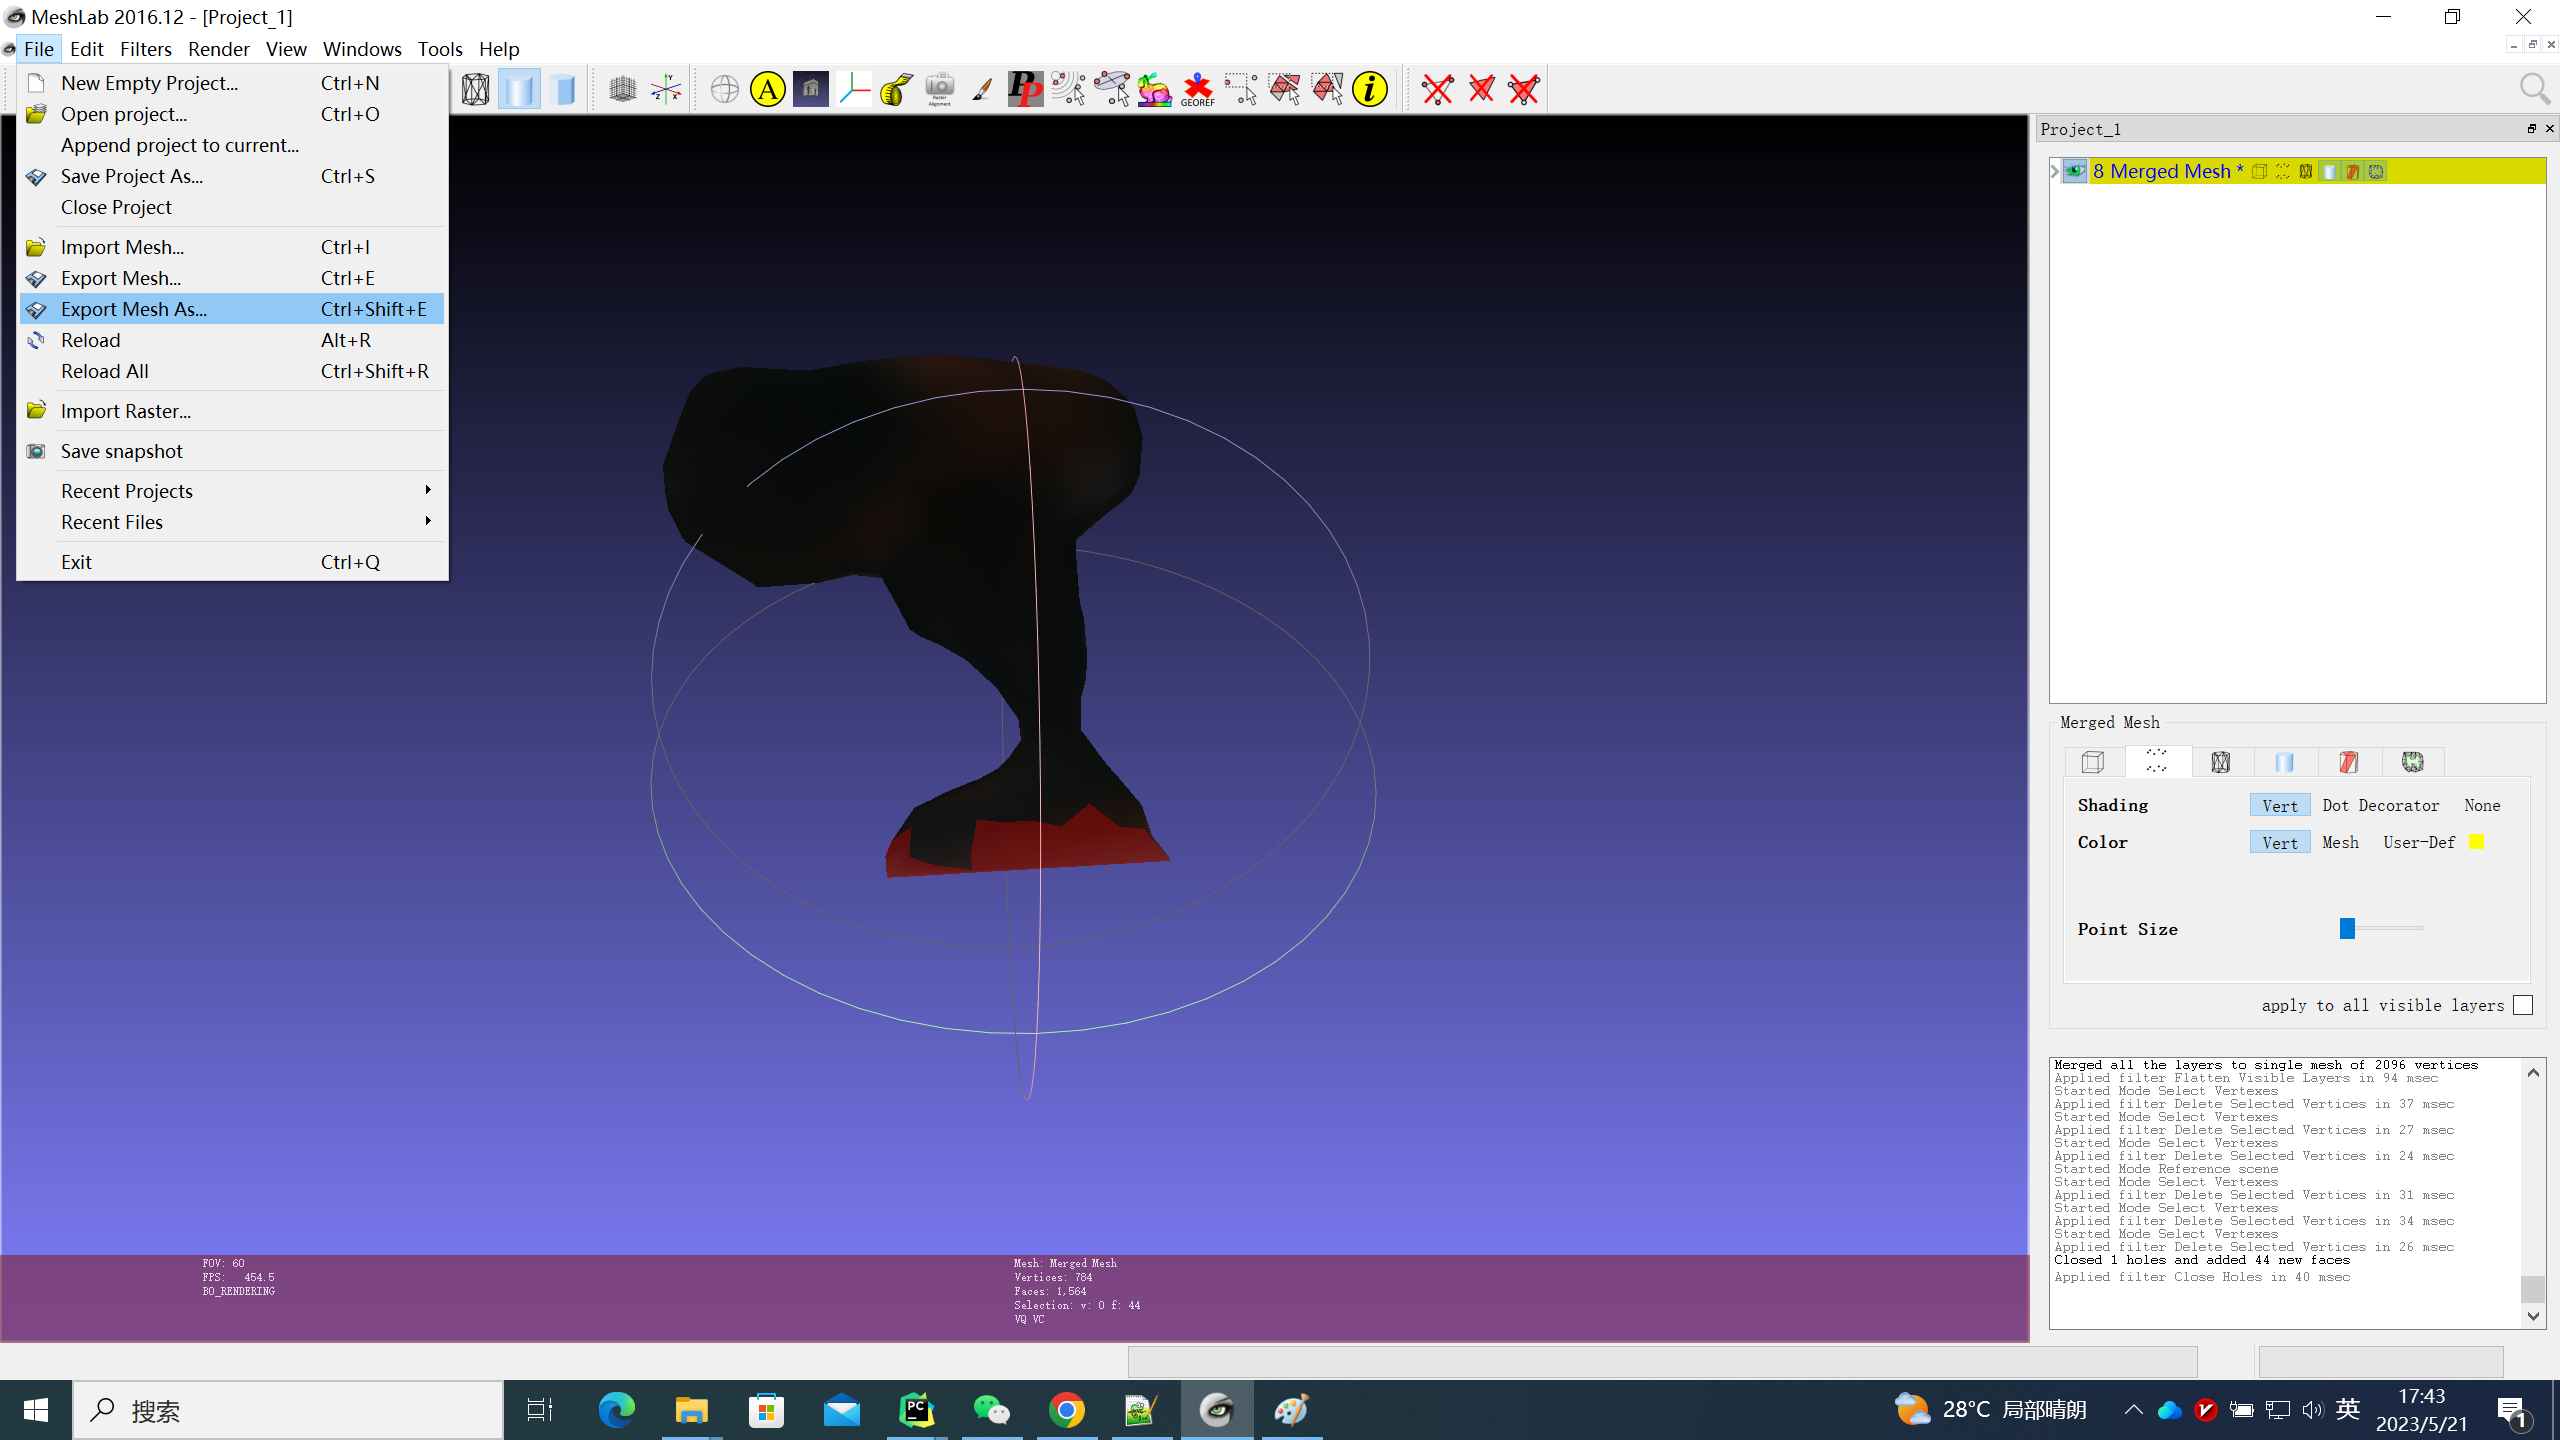 MeshLab 2016.12 - [Project_1]
File Edit Filters Render View Windows Tools Help
New Empty Project... Ctrl+N
Open project... Ctrl+O
Append project to current...
Save Project As... Ctrl+S
Close Project
Import Mesh... Ctrl+I
Export Mesh... Ctrl+E
Export Mesh As... Ctrl+Shift+E
Reload Alt+R
Reload All Ctrl+Shift+R
Import Raster...
Save snapshot
Recent Projects
Recent Files
Exit Ctrl+Q
A
PP
GEOREF
i
Raster Alignment
Project_1
8 Merged Mesh *
Merged Mesh
Shading Vert Dot Decorator None
Color Vert Mesh User-Def
Point Size
apply to all visible layers
Merged all the layers to single mesh of 2096 vertices
Applied filter Flatten Visible Layers in 94 msec
Started Mode Select Vertexes
Applied filter Delete Selected Vertices in 37 msec
Started Mode Select Vertexes
Applied filter Delete Selected Vertices in 27 msec
Started Mode Select Vertexes
Applied filter Delete Selected Vertices in 24 msec
Started Mode Reference scene
Started Mode Select Vertexes
Applied filter Delete Selected Vertices in 31 msec
Started Mode Select Vertexes
Applied filter Delete Selected Vertices in 34 msec
Started Mode Select Vertexes
Applied filter Delete Selected Vertices in 26 msec
Closed 1 holes and added 44 new faces
Applied filter Close Holes in 40 msec
FOV: 60
FPS: 454.5
BO_RENDERING
Mesh: Merged Mesh
Vertices: 784
Faces: 1,564
Selection: v: 0 f: 44
VQ VC
搜索
PC
28°C 局部晴朗
英
17:43
2023/5/21
1